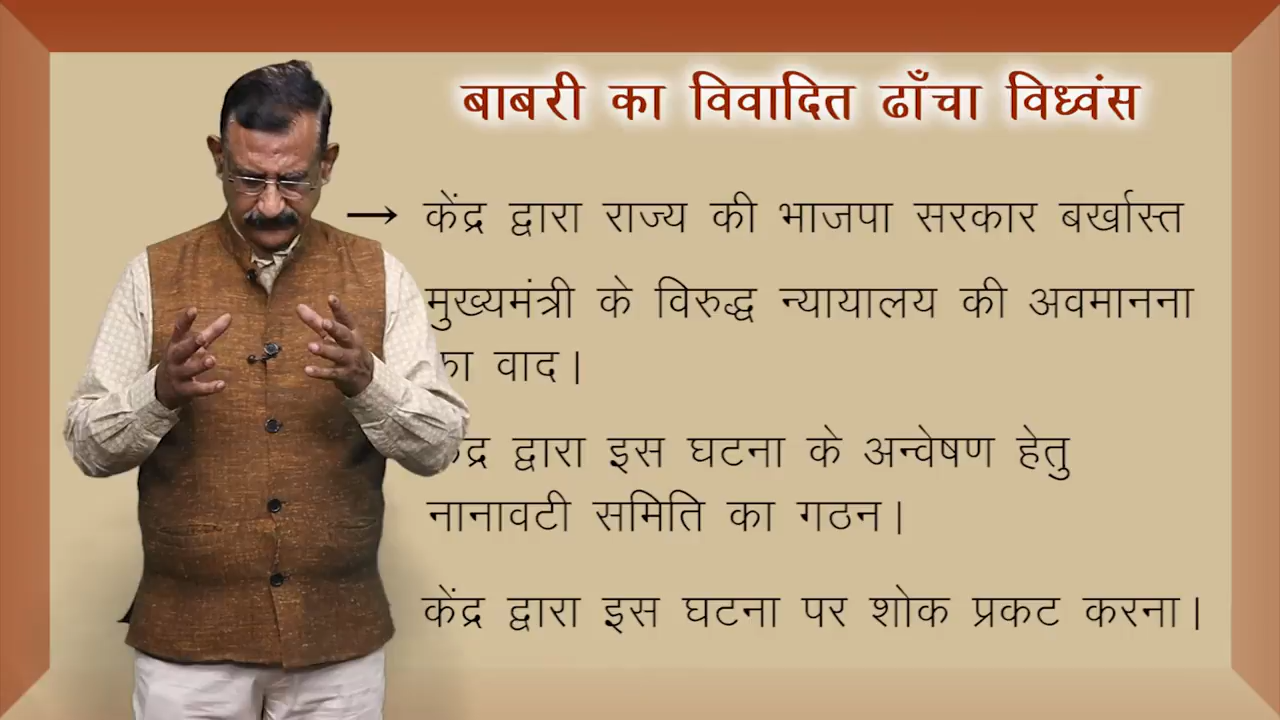 बाबरी का विवादित ढाँचा विध्वंस
→ केंद्र द्वारा राज्य की भाजपा सरकार बर्खास्त
मुख्यमंत्री के विरुद्ध न्यायालय की अवमानना
का वाद।
केंद्र द्वारा इस घटना के अन्वेषण हेतु
नानावटी समिति का गठन।
केंद्र द्वारा इस घटना पर शोक प्रकट करना।